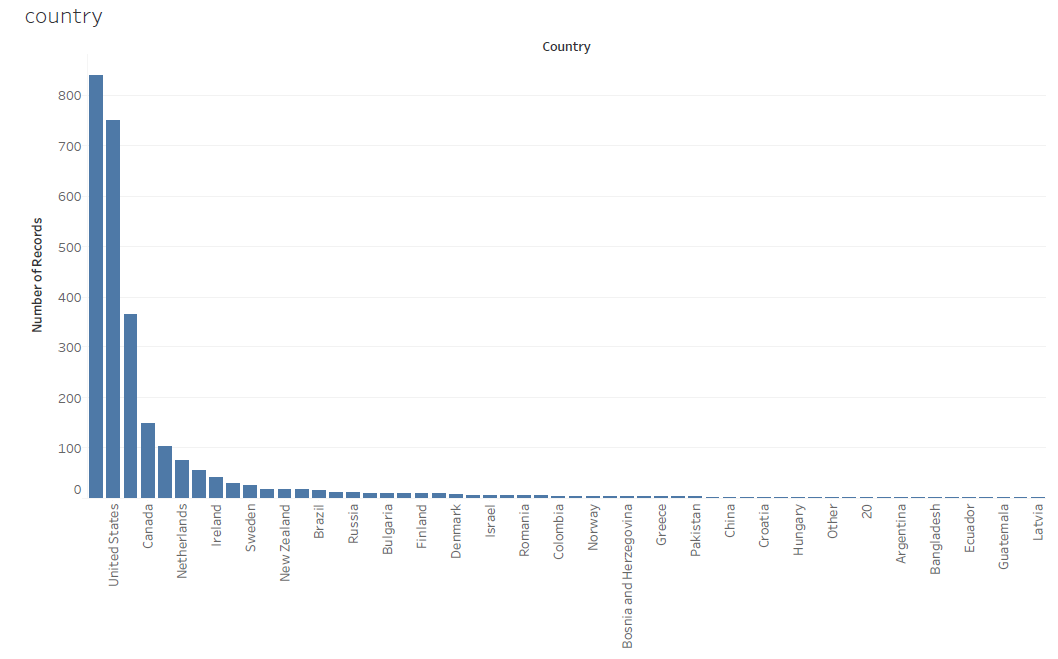 country
Country
Number of Records
800
700
600
500
400
300
200
100
0
United States
Canada
Netherlands
Ireland
Sweden
New Zealand
Brazil
Russia
Bulgaria
Finland
Denmark
Israel
Romania
Colombia
Norway
Bosnia and Herzegovina
Greece
Pakistan
China
Croatia
Hungary
Other
20
Argentina
Bangladesh
Ecuador
Guatemala
Latvia